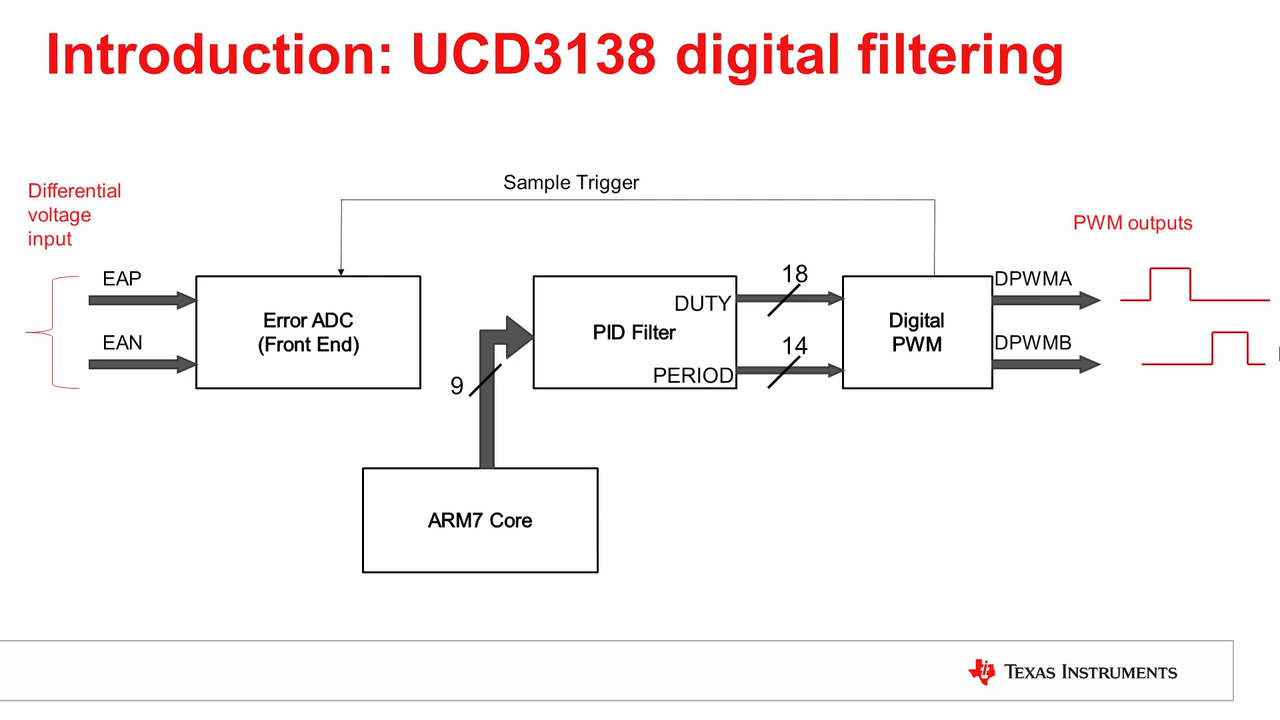 Introduction: UCD3138 digital filtering
Sample Trigger
Differential
voltage
input
PWM outputs
EAP
EAN
Error ADC
(Front End)
9
DUTY
PID Filter
PERIOD
18
14
Digital
PWM
DPWMA
DPWMB
ARM7 Core
TEXAS INSTRUMENTS